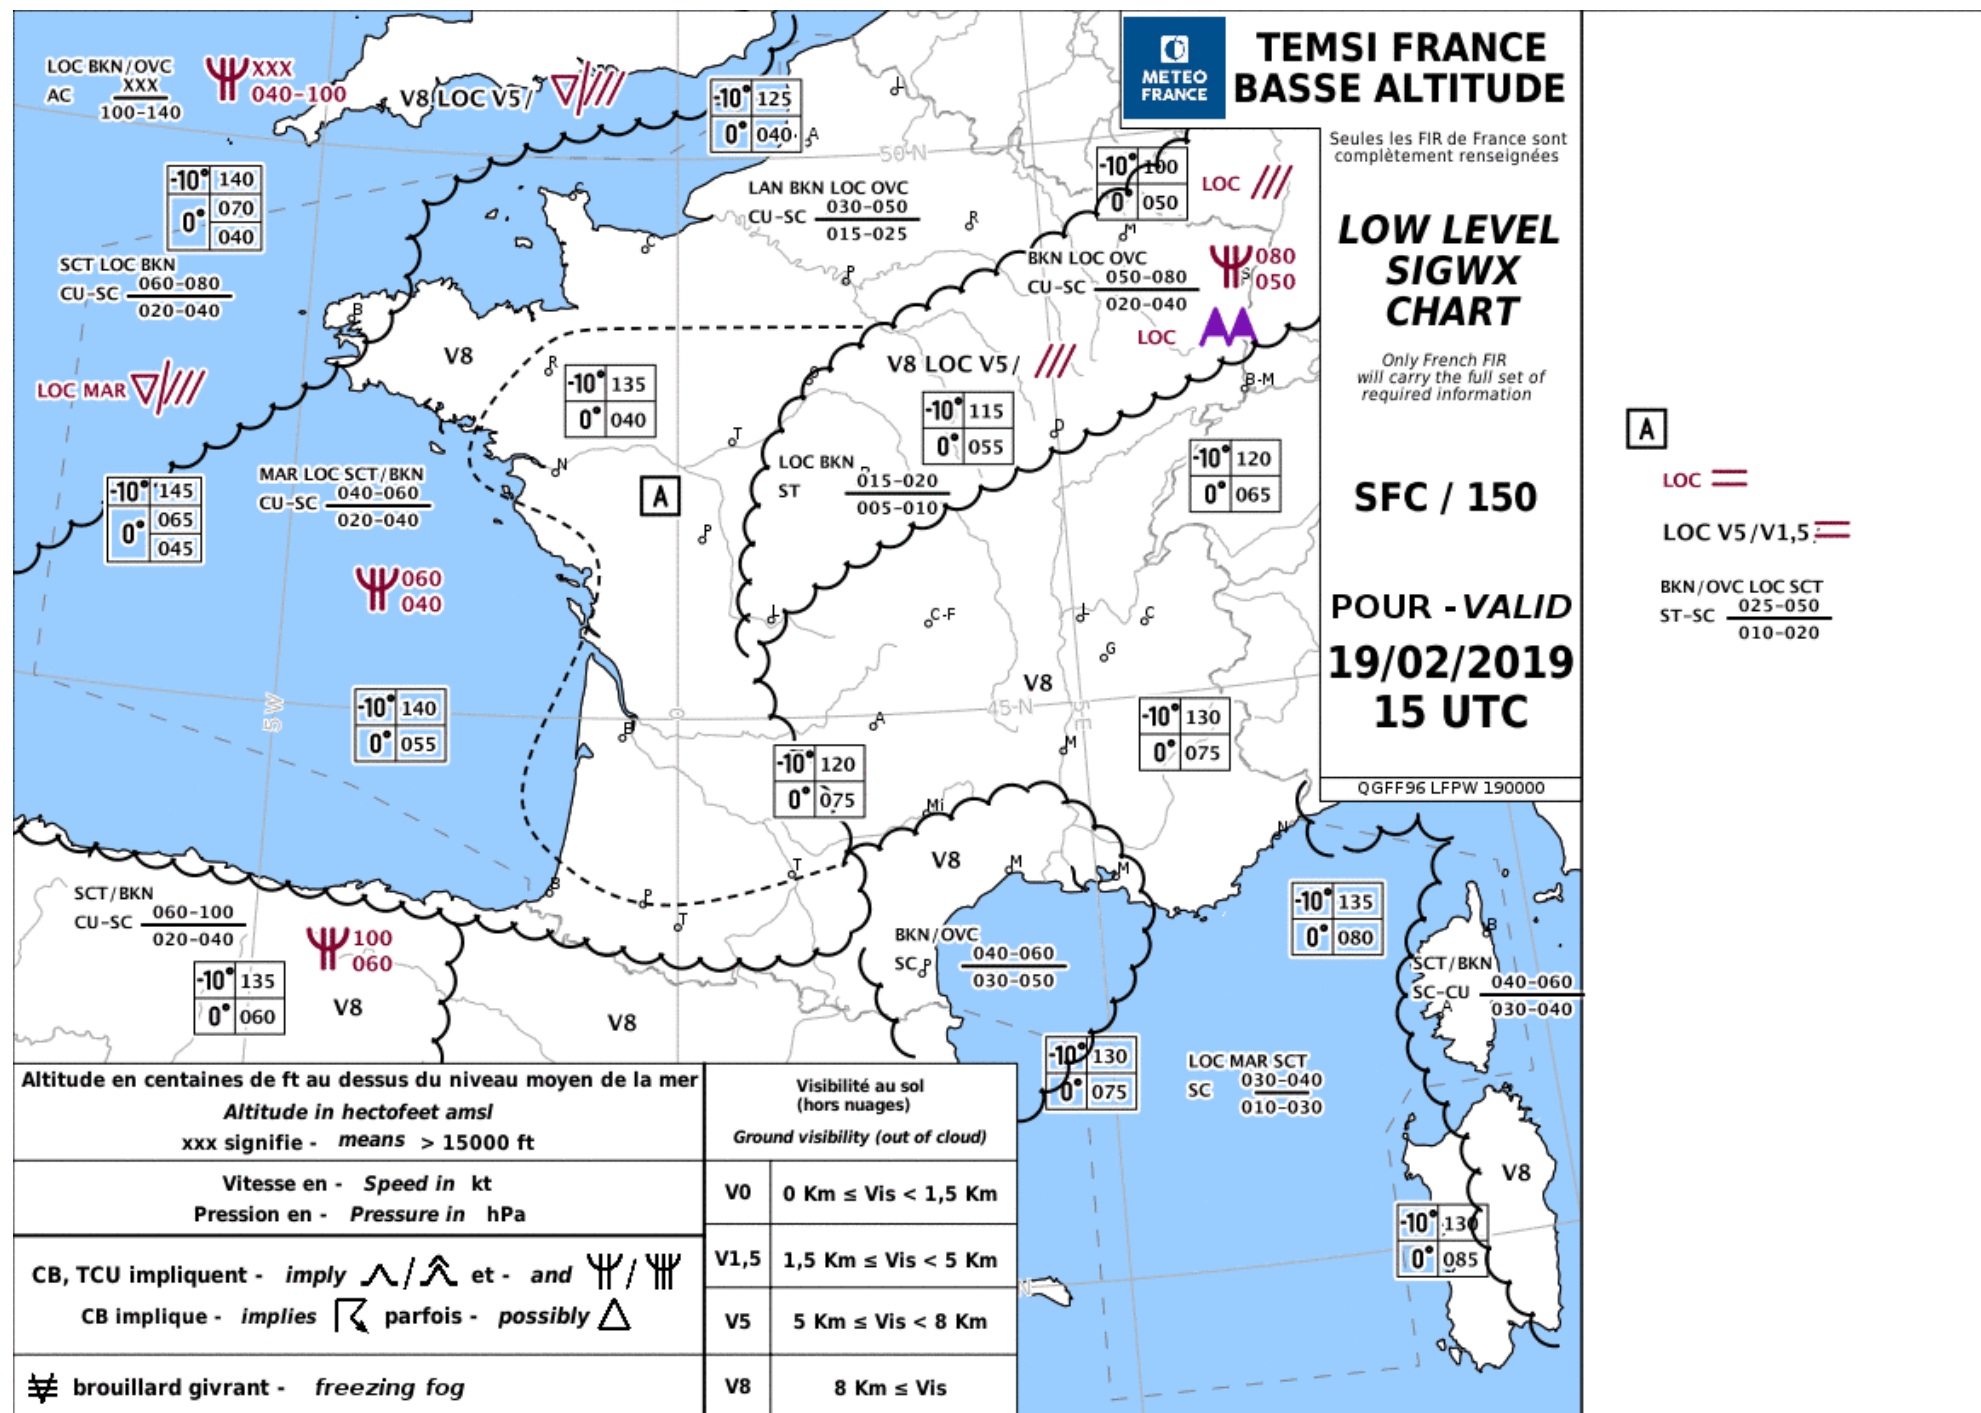 TEMSI FRANCE
BASSE ALTITUDE
METEO
FRANCE
Seules les FIR de France sont
complètement renseignées
LOW LEVEL
SIGWX
CHART
Only French FIR
will carry the full set of
required information
SFC / 150
POUR - VALID
19/02/2019
15 UTC
QGFF96 LFPW 190000
LOC BKN/OVC
AC XXX
100-140
XXX
040-100
V8 LOC V5/
-10° 125
0° 040
A
L
50 N
-10° 140
0° 070
040
C
C
LAN BKN LOC OVC
CU-SC 030-050
015-025
R
P
-10° 100
0° 050
LOC
M
BKN LOC OVC
CU-SC 050-080
020-040
080
050
S
LOC
SCT LOC BKN
CU-SC 060-080
020-040
B
V8
R
-10° 135
0° 040
O
V8 LOC V5/
B-M
LOC MAR
-10° 115
0° 055
D
T
N
-10° 120
0° 065
-10° 145
0° 065
045
MAR LOC SCT/BKN
CU-SC 040-060
020-040
A
P
LOC BKN
ST 015-020
005-010
060
040
L
C-F
L
C
G
V8
5 W
0
45 N
5 E
-10° 140
0° 055
B
A
M
-10° 130
0° 075
-10° 120
0° 075
Mi
N
V8
M
M
T
B
P
T
SCT/BKN
CU-SC 060-100
020-040
100
060
-10° 135
0° 060
V8
V8
BKN/OVC
SC 040-060
030-050
P
-10° 135
0° 080
B
SCT/BKN
SC-CU 040-060
030-040
A
-10° 130
0° 075
LOC MAR SCT
SC 030-040
010-030
V8
-10° 130
0° 085
N
A
LOC
LOC V5/V1,5
BKN/OVC LOC SCT
ST-SC 025-050
010-020
Altitude en centaines de ft au dessus du niveau moyen de la mer
Altitude in hectofeet amsl
xxx signifie - means > 15000 ft
Vitesse en - Speed in kt
Pression en - Pressure in hPa
CB, TCU impliquent - imply / et - and /
CB implique - implies parfois - possibly
brouillard givrant - freezing fog
Visibilité au sol
(hors nuages)
Ground visibility (out of cloud)
V0 0 Km ≤ Vis < 1,5 Km
V1,5 1,5 Km ≤ Vis < 5 Km
V5 5 Km ≤ Vis < 8 Km
V8 8 Km ≤ Vis